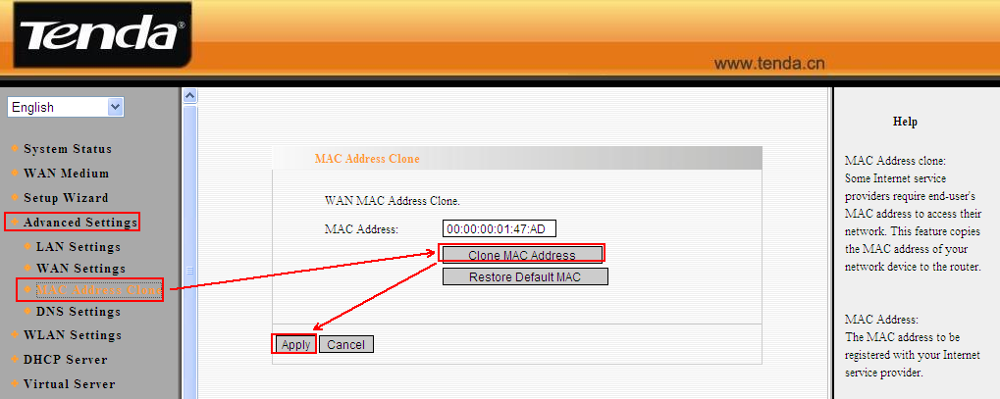 Tenda®
www.tenda.cn
English
System Status
WAN Medium
Setup Wizard
Advanced Settings
LAN Settings
WAN Settings
MAC Address Clone
DNS Settings
WLAN Settings
DHCP Server
Virtual Server
MAC Address Clone
WAN MAC Address Clone.
MAC Address: 00:00:00:01:47:AD
Clone MAC Address
Restore Default MAC
Apply Cancel
Help
MAC Address clone:
Some Internet service
providers require end-user's
MAC address to access their
network. This feature copies
the MAC address of your
network device to the router.
MAC Address:
The MAC address to be
registered with your Internet
service provider.